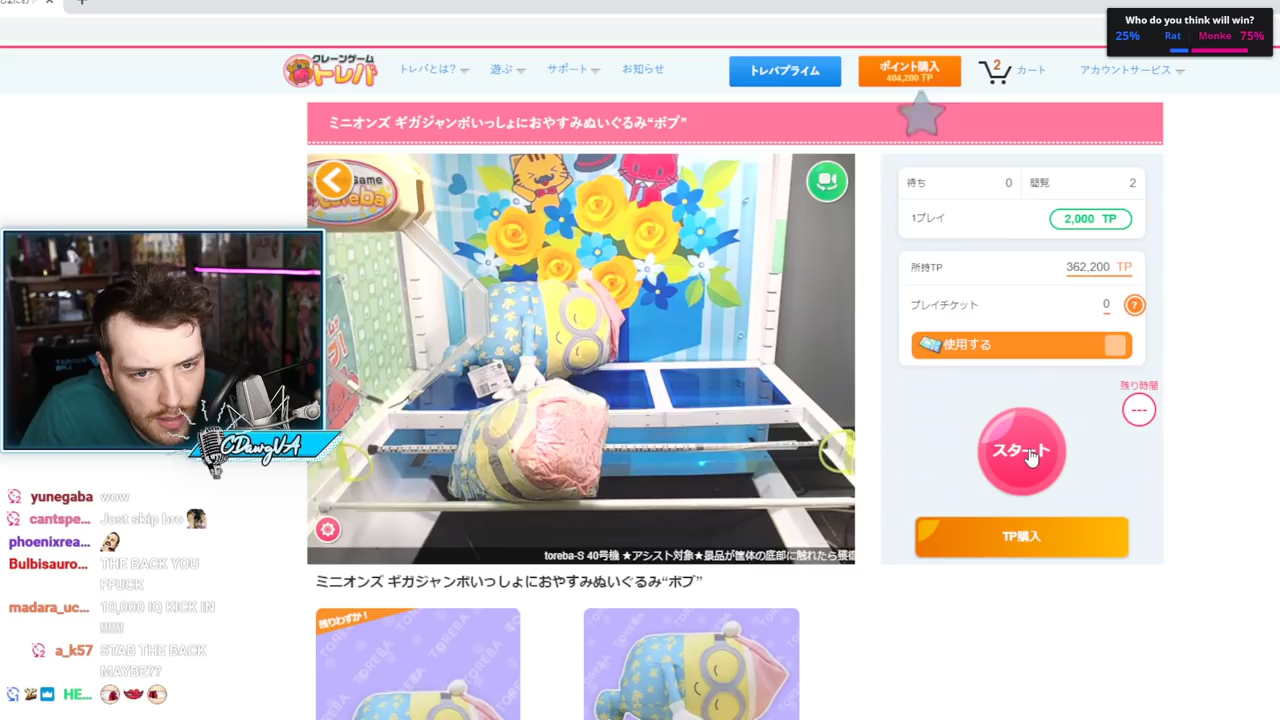 Who do you think will win?
25% Rat Monke 75%
クレーンゲーム
トレバ
トレバとは？ 遊ぶ サポート お知らせ
トレバプライム
ポイント購入
404,200 TP
2 カート
アカウントサービス
ミニオンズ ギガジャンボいっしょにおやすみぬいぐるみ“ボブ”
待ち 0 閲覧 2
1プレイ 2,000 TP
所持TP 362,200 TP
プレイチケット 0 ?
使用する
残り時間
---
スタート
TP購入
toreba-S 40号機 ★アシスト対象★景品が筐体の底部に触れたら獲得
ミニオンズ ギガジャンボいっしょにおやすみぬいぐるみ“ボブ”
残りわずか！
TOREBA
TOREBA
CDawgVA
yunegaba wow
cantspe... Just skip bro
phoenixrea...
Bulbisauro... THE BACK YOU
FFUCK
madara_uc... 10,000 IQ KICK IN
!!!!!
a_k57 STAB THE BACK
MAYBE??
HE...